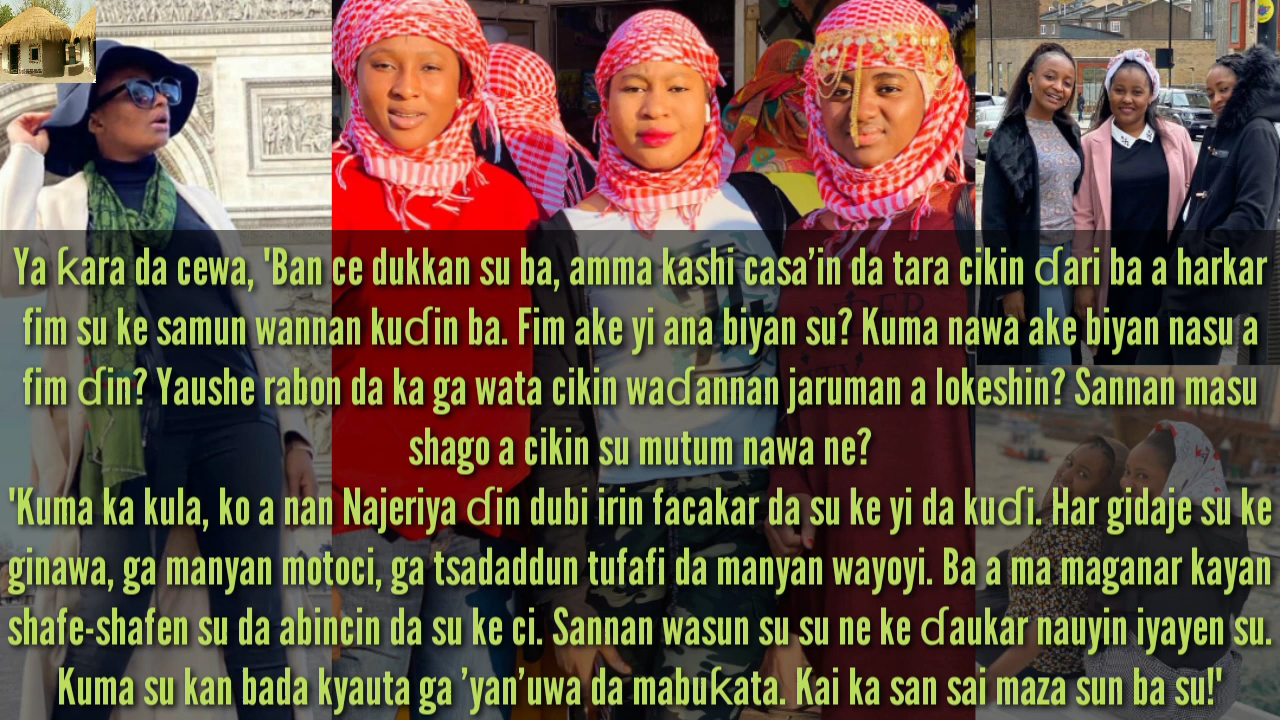 Ya ƙara da cewa, 'Ban ce dukkan su ba, amma kashi casa’in da tara cikin ɗari ba a harkar
fim su ke samun wannan kuɗin ba. Fim ake yi ana biyan su? Kuma nawa ake biyan nasu a
fim ɗin? Yaushe rabon da ka ga wata cikin waɗannan jaruman a lokeshin? Sannan masu
shago a cikin su mutum nawa ne?
'Kuma ka kula, ko a nan Najeriya ɗin dubi irin facakar da su ke yi da kuɗi. Har gidaje su ke
ginawa, ga manyan motoci, ga tsadaddun tufafi da manyan wayoyi. Ba a ma maganar kayan
shafe-shafen su da abincin da su ke ci. Sannan wasun su su ne ke ɗaukar nauyin iyayen su.
Kuma su kan bada kyauta ga ’yan’uwa da mabuƙata. Kai ka san sai maza sun ba su!'